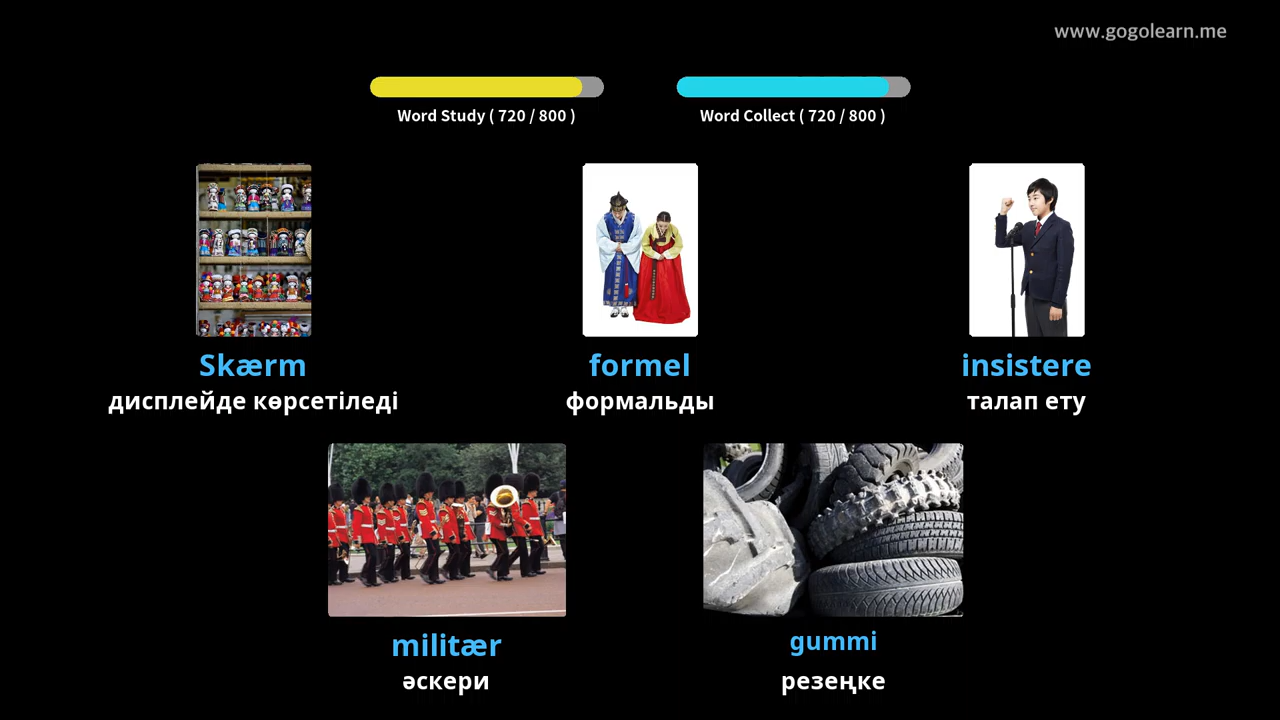 www.gogolearn.me
Word Study ( 720 / 800 )
Word Collect ( 720 / 800 )
Skærm
дисплейде көрсетіледі
formel
формальды
insistere
талап ету
militær
әскери
gummi
резеңке